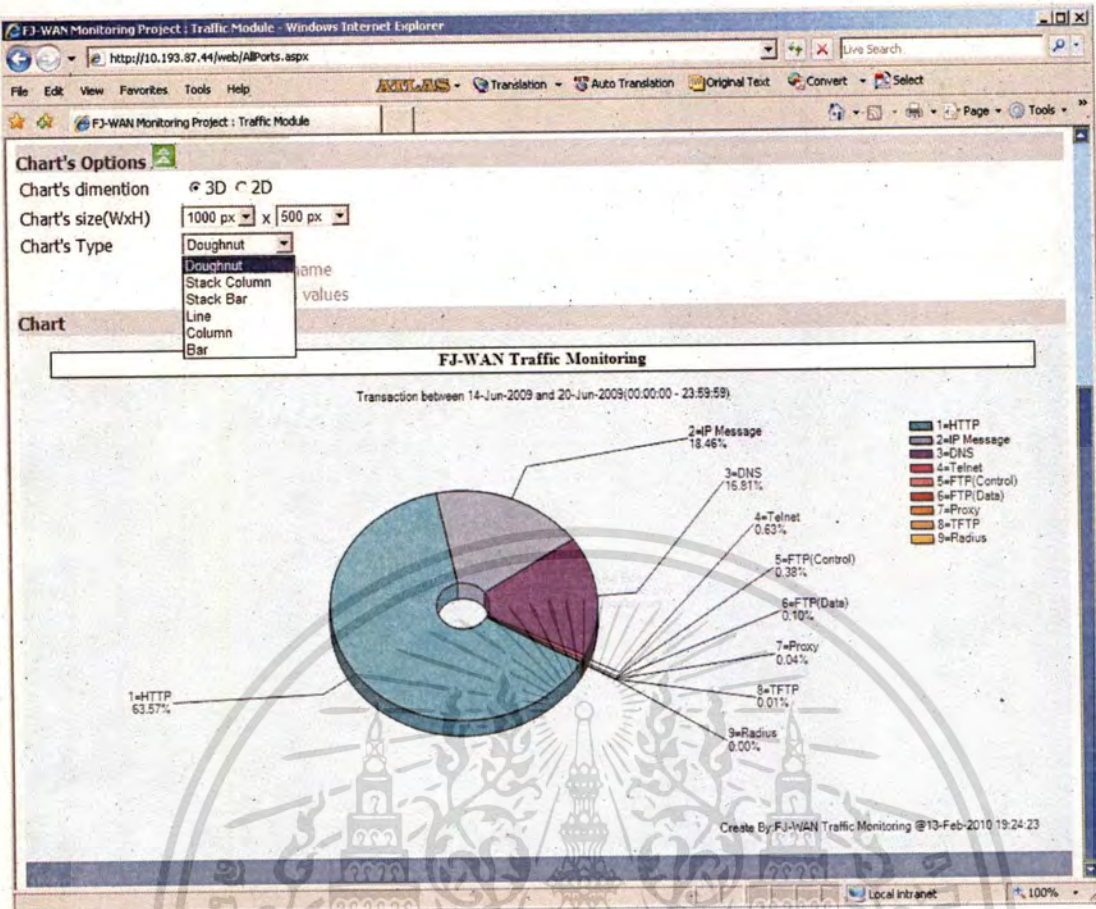 FJ-WAN Monitoring Project : Traffic Module - Windows Internet Explorer
http://10.193.87.44/web/AllPorts.aspx
Live Search
File Edit View Favorites Tools Help
ATLAS Translation Auto Translation Original Text Convert Select
FJ-WAN Monitoring Project : Traffic Module
Page Tools
Chart's Options
Chart's dimention 3D 2D
Chart's size(WxH) 1000 px x 500 px
Chart's Type Doughnut
Doughnut
Stack Column
Stack Bar
Line
Column
Bar
name
values
Chart
FJ-WAN Traffic Monitoring
Transaction between 14-Jun-2009 and 20-Jun-2009(00:00:00 - 23:59:59)
2=IP Message
18.46%
3=DNS
16.81%
4=Telnet
0.63%
5=FTP(Control)
0.38%
6=FTP(Data)
0.10%
7=Proxy
0.04%
8=TFTP
0.01%
9=Radius
0.00%
1=HTTP
63.57%
1=HTTP
2=IP Message
3=DNS
4=Telnet
5=FTP(Control)
6=FTP(Data)
7=Proxy
8=TFTP
9=Radius
Create By:FJ-WAN Traffic Monitoring @13-Feb-2010 19:24:23
Local intranet
100%